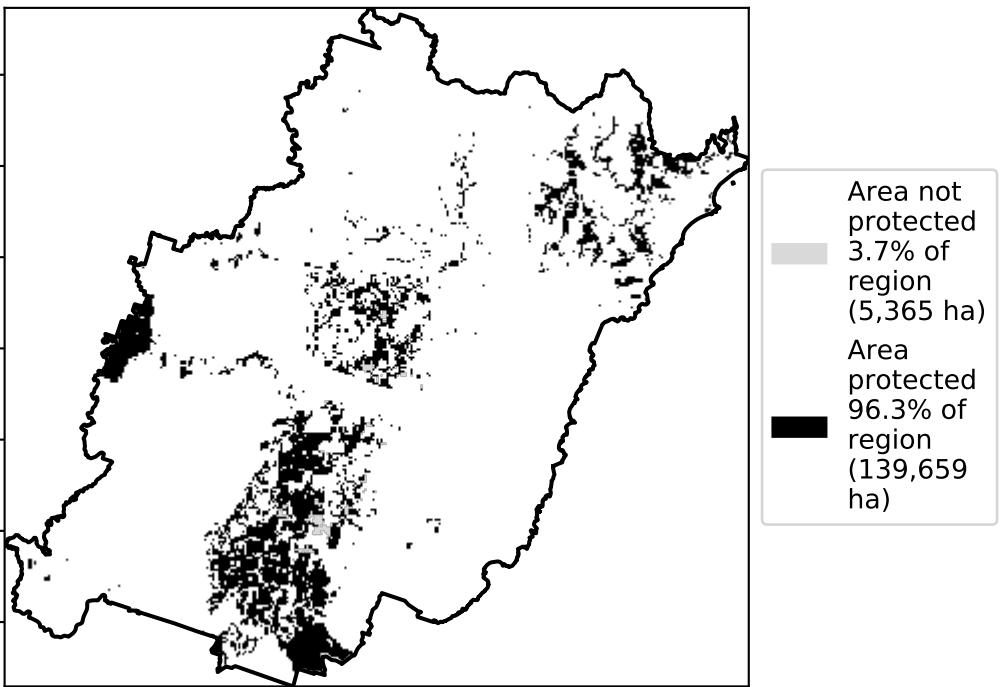 Area not
protected
3.7% of
region
(5,365 ha)
Area
protected
96.3% of
region
(139,659
ha)